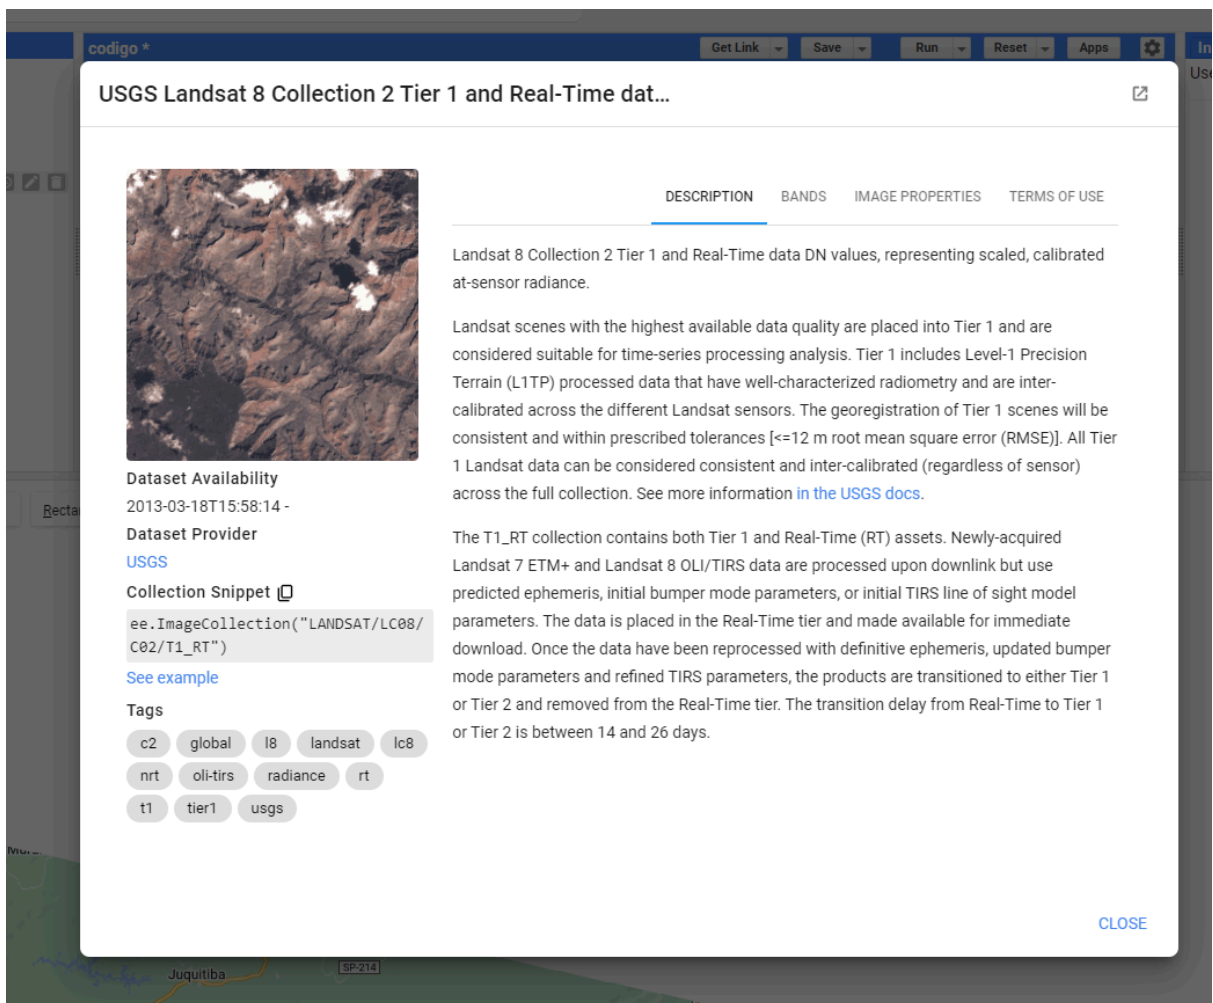 codigo *
Get Link
Save
Run
Reset
Apps
In
Use
USGS Landsat 8 Collection 2 Tier 1 and Real-Time dat...
DESCRIPTION
BANDS
IMAGE PROPERTIES
TERMS OF USE
Landsat 8 Collection 2 Tier 1 and Real-Time data DN values, representing scaled, calibrated
at-sensor radiance.
Landsat scenes with the highest available data quality are placed into Tier 1 and are
considered suitable for time-series processing analysis. Tier 1 includes Level-1 Precision
Terrain (L1TP) processed data that have well-characterized radiometry and are inter-
calibrated across the different Landsat sensors. The georegistration of Tier 1 scenes will be
consistent and within prescribed tolerances [<=12 m root mean square error (RMSE)]. All Tier
1 Landsat data can be considered consistent and inter-calibrated (regardless of sensor)
across the full collection. See more information in the USGS docs.
The T1_RT collection contains both Tier 1 and Real-Time (RT) assets. Newly-acquired
Landsat 7 ETM+ and Landsat 8 OLI/TIRS data are processed upon downlink but use
predicted ephemeris, initial bumper mode parameters, or initial TIRS line of sight model
parameters. The data is placed in the Real-Time tier and made available for immediate
download. Once the data have been reprocessed with definitive ephemeris, updated bumper
mode parameters and refined TIRS parameters, the products are transitioned to either Tier 1
or Tier 2 and removed from the Real-Time tier. The transition delay from Real-Time to Tier 1
or Tier 2 is between 14 and 26 days.
Dataset Availability
2013-03-18T15:58:14 -
Dataset Provider
USGS
Collection Snippet
ee.ImageCollection("LANDSAT/LC08/
C02/T1_RT")
See example
Tags
c2
global
l8
landsat
lc8
nrt
oli-tirs
radiance
rt
t1
tier1
usgs
CLOSE
Recta
Juquitiba
SP-214